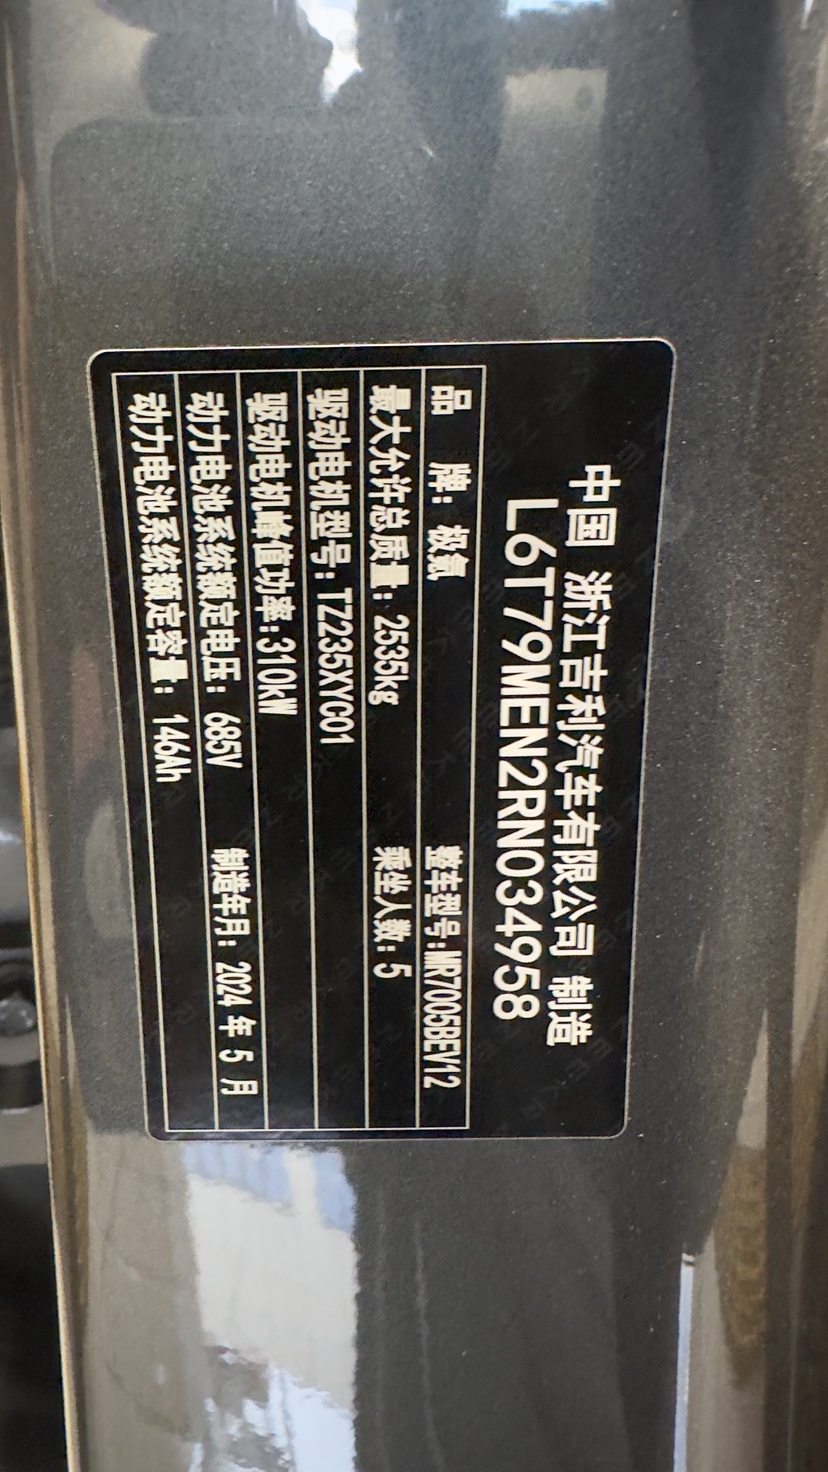 中国 浙江吉利汽车有限公司 制造
L6T79MEN2RN034958
品 牌: 极氪 整车型号:MR7005BEV12
最大允许总质量: 2535kg 乘坐人数: 5
驱动电机型号: TZ235XYC01
驱动电机峰值功率:310kW
动力电池系统额定电压: 685V 制造年月: 2024 年 5 月
动力电池系统额定容量: 146Ah